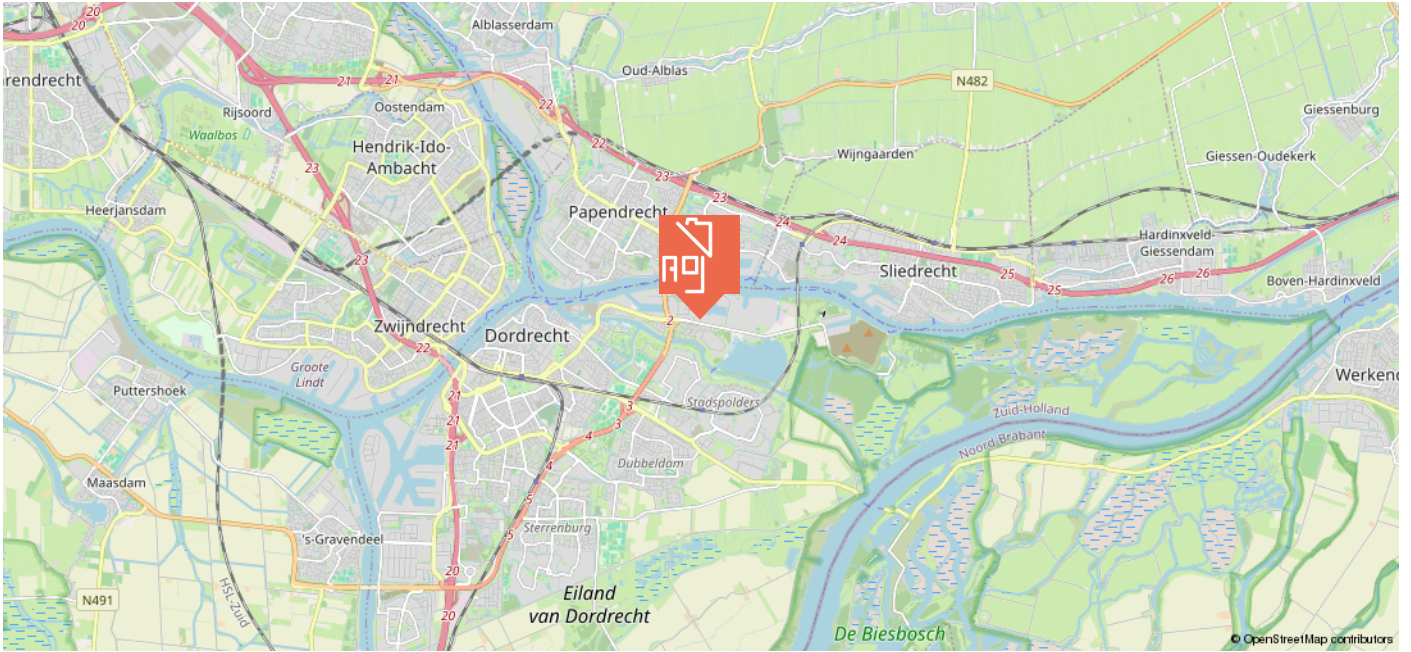 20
20
Alblasserdam
arendrecht
21
21
Oud-Alblas
N482
Rijsoord
Oostendam
22
Giessenburg
Waalbos
Hendrik-Ido-
Ambacht
22
Wijngaarden
Giessen-Oudekerk
23
23
23
Heerjansdam
Papendrecht
24
24
Hardinxveld-
Giessendam
23
Sliedrecht
25
26
26
25
Boven-Hardinxveld
Zwijndrecht
2
Dordrecht
22
Groote
Lindt
Werkend
Puttershoek
21
Stadspolders
3
Zuid-Holland
21
3
21
4
Noord-Brabant
Dubbeldam
4
Maasdam
5
's-Gravendeel
Sterrenburg
5
20
HSL-Zuid
N491
Eiland
van Dordrecht
20
De Biesbosch
© OpenStreetMap contributors